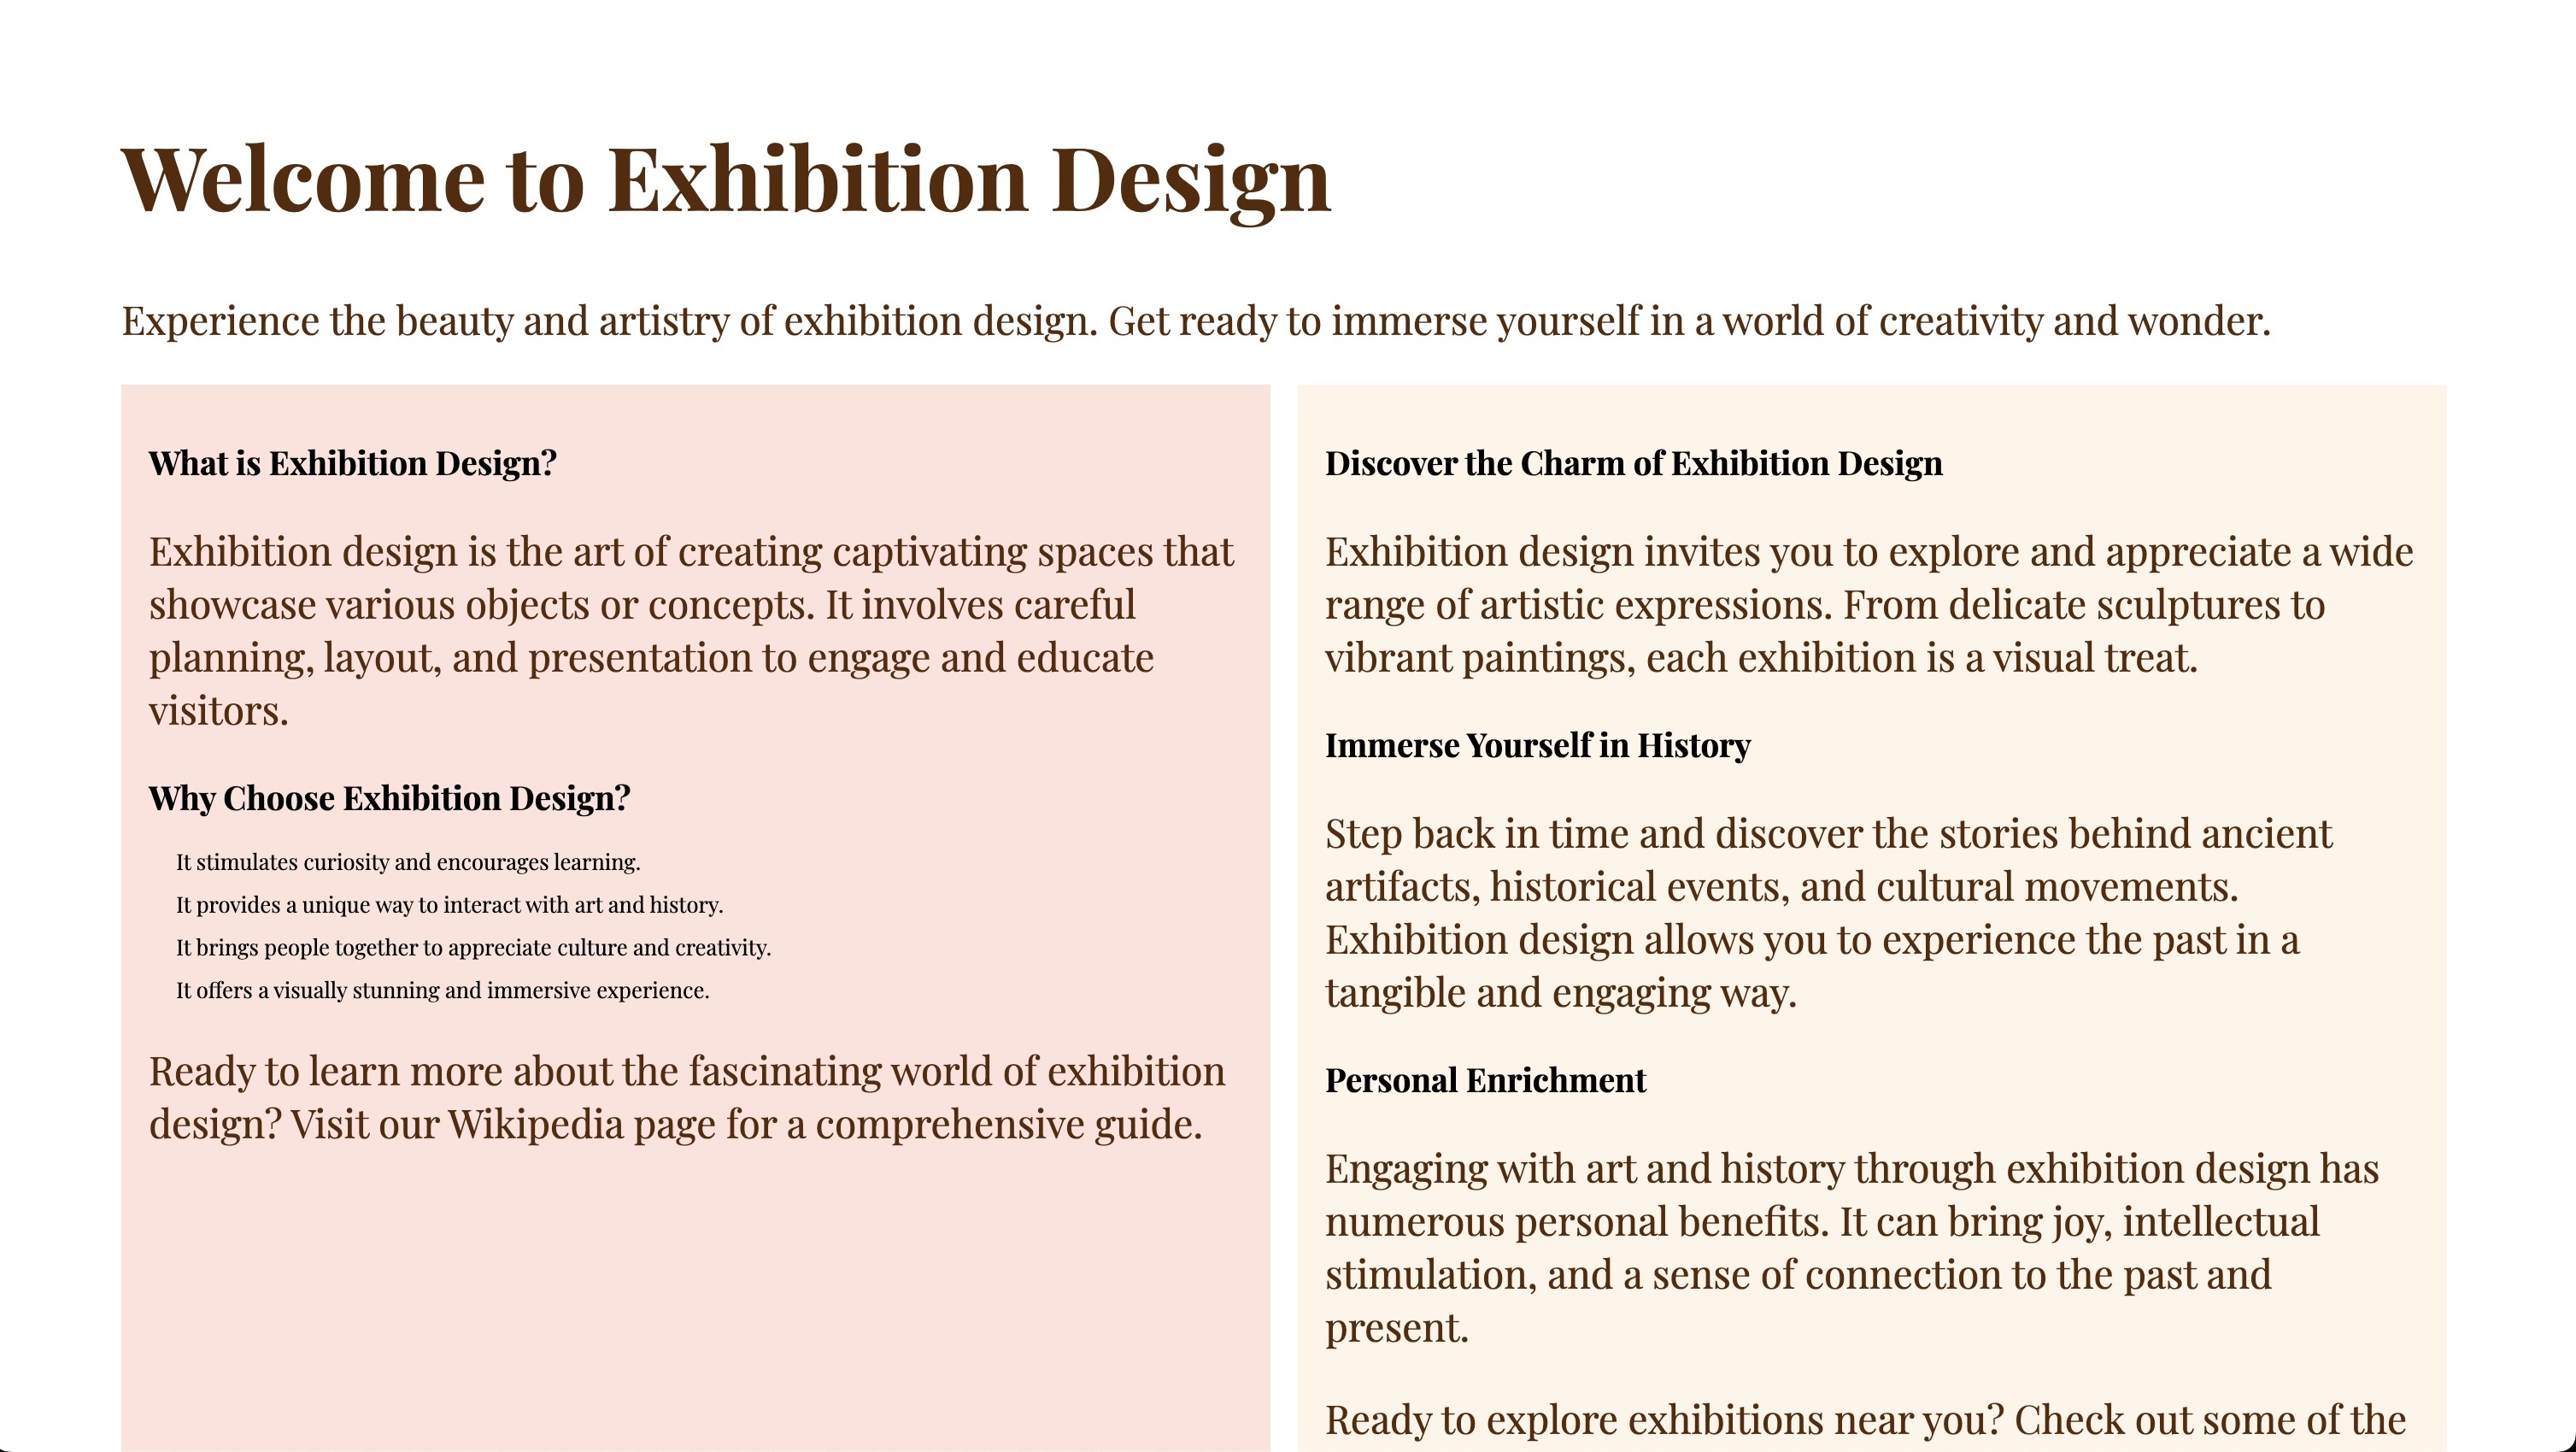 Welcome to Exhibition Design
Experience the beauty and artistry of exhibition design. Get ready to immerse yourself in a world of creativity and wonder.
What is Exhibition Design?
Exhibition design is the art of creating captivating spaces that
showcase various objects or concepts. It involves careful
planning, layout, and presentation to engage and educate
visitors.
Why Choose Exhibition Design?
It stimulates curiosity and encourages learning.
It provides a unique way to interact with art and history.
It brings people together to appreciate culture and creativity.
It offers a visually stunning and immersive experience.
Ready to learn more about the fascinating world of exhibition
design? Visit our Wikipedia page for a comprehensive guide.
Discover the Charm of Exhibition Design
Exhibition design invites you to explore and appreciate a wide
range of artistic expressions. From delicate sculptures to
vibrant paintings, each exhibition is a visual treat.
Immerse Yourself in History
Step back in time and discover the stories behind ancient
artifacts, historical events, and cultural movements.
Exhibition design allows you to experience the past in a
tangible and engaging way.
Personal Enrichment
Engaging with art and history through exhibition design has
numerous personal benefits. It can bring joy, intellectual
stimulation, and a sense of connection to the past and
present.
Ready to explore exhibitions near you? Check out some of the